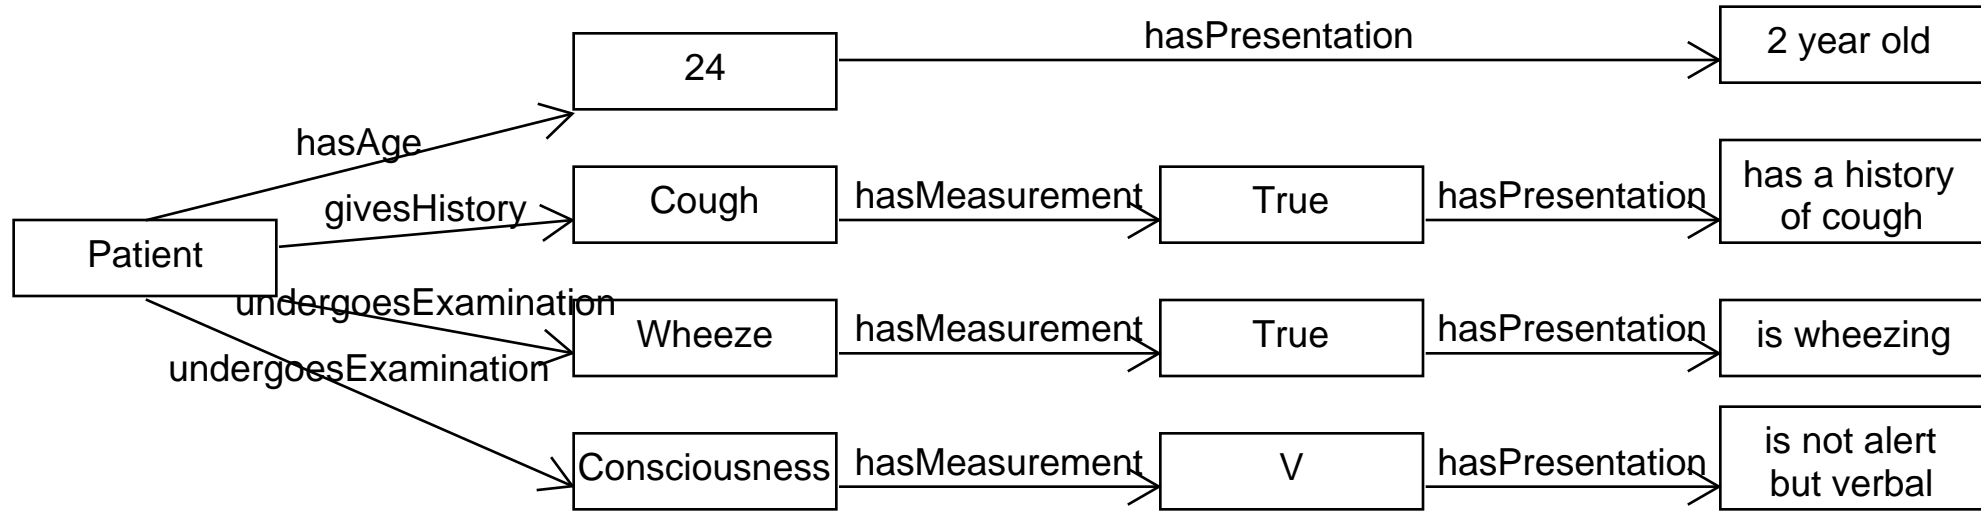 24
hasPresentation
2 year old
hasAge
Patient
givesHistory
Cough
hasMeasurement
True
hasPresentation
has a history
of cough
undergoesExamination
Wheeze
hasMeasurement
True
hasPresentation
is wheezing
undergoesExamination
Consciousness
hasMeasurement
V
hasPresentation
is not alert
but verbal